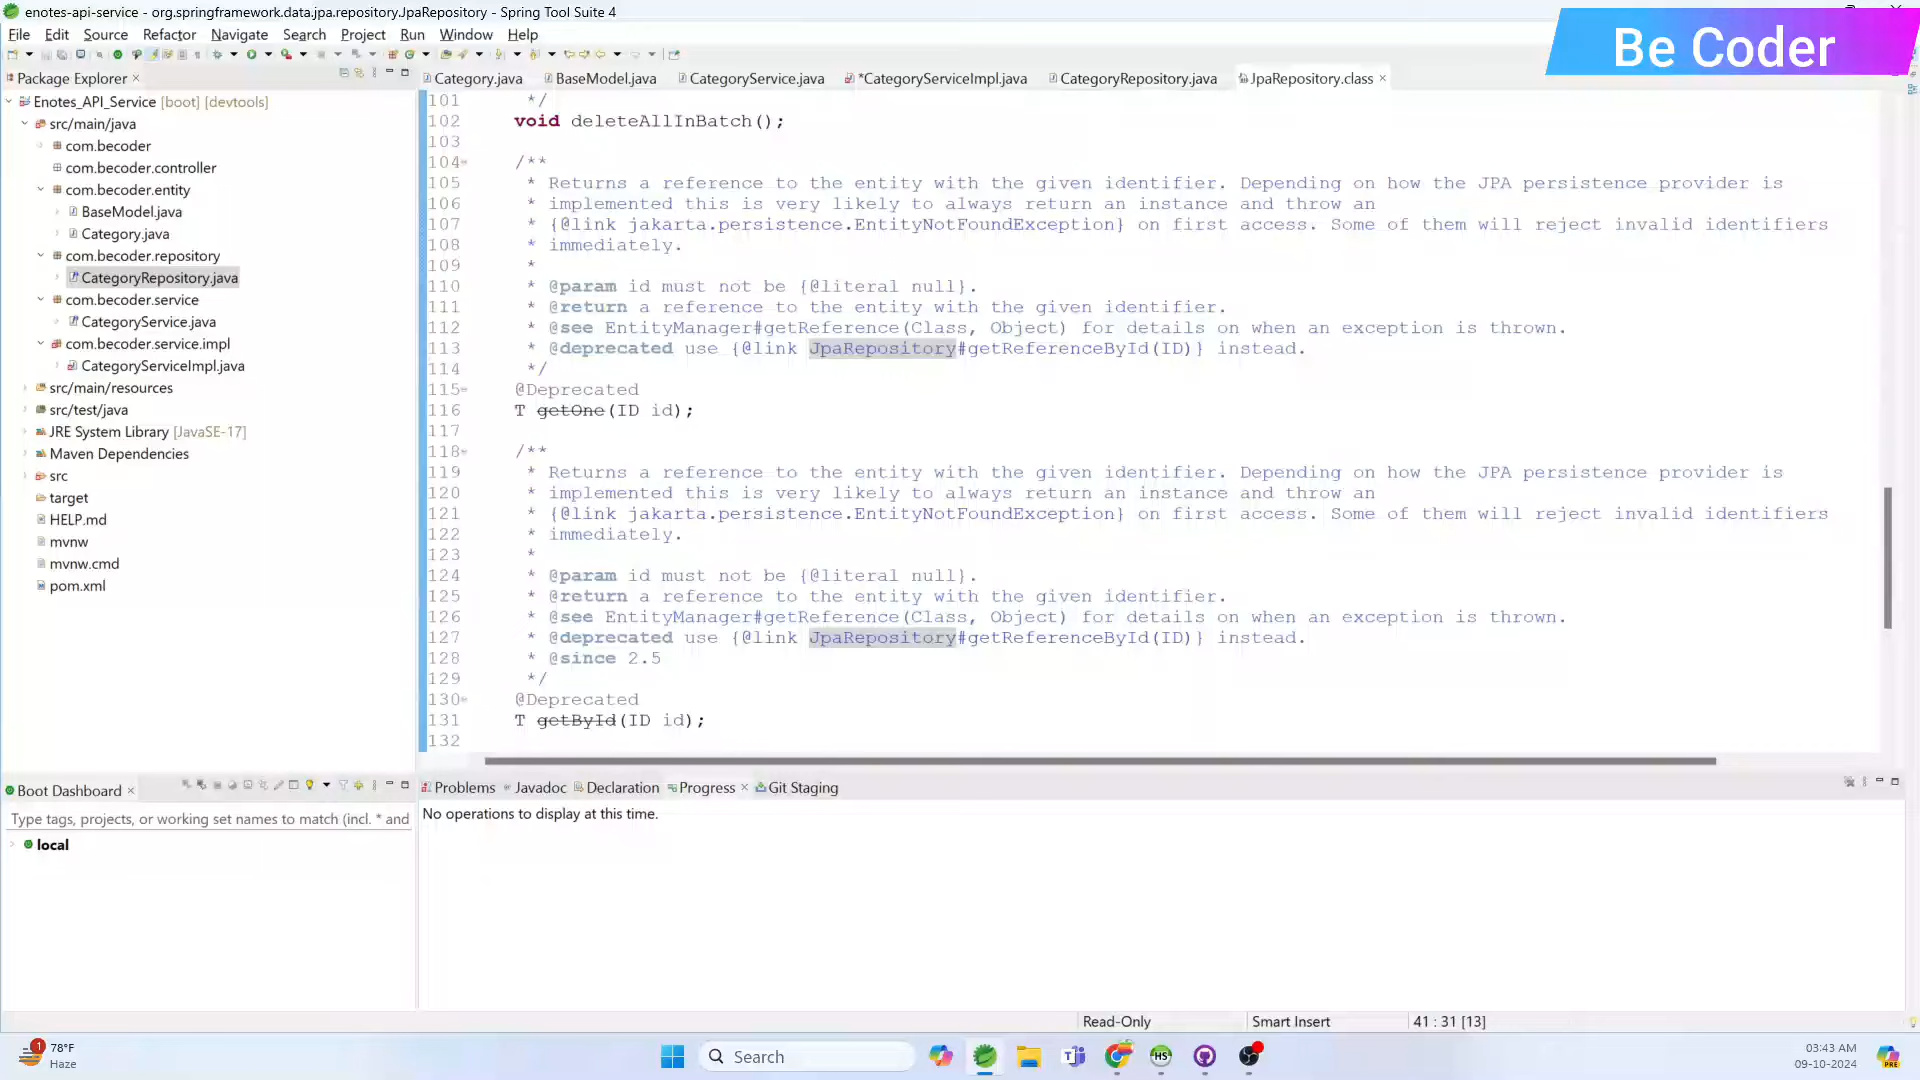 enotes-api-service - org.springframework.data.jpa.repository.JpaRepository - Spring Tool Suite 4
File Edit Source Refactor Navigate Search Project Run Window Help
Be Coder
Package Explorer
Category.java BaseModel.java CategoryService.java *CategoryServiceImpl.java CategoryRepository.java JpaRepository.class
Enotes_API_Service [boot] [devtools]
src/main/java
com.becoder
com.becoder.controller
com.becoder.entity
BaseModel.java
Category.java
com.becoder.repository
CategoryRepository.java
com.becoder.service
CategoryService.java
com.becoder.service.impl
CategoryServiceImpl.java
src/main/resources
src/test/java
JRE System Library [JavaSE-17]
Maven Dependencies
src
target
HELP.md
mvnw
mvnw.cmd
pom.xml
101 */
102 void deleteAllInBatch();
103
104 /**
105 * Returns a reference to the entity with the given identifier. Depending on how the JPA persistence provider is
106 * implemented this is very likely to always return an instance and throw an
107 * {@link jakarta.persistence.EntityNotFoundException} on first access. Some of them will reject invalid identifiers
108 * immediately.
109 *
110 * @param id must not be {@literal null}.
111 * @return a reference to the entity with the given identifier.
112 * @see EntityManager#getReference(Class, Object) for details on when an exception is thrown.
113 * @deprecated use {@link JpaRepository#getReferenceById(ID)} instead.
114 */
115 @Deprecated
116 T getOne(ID id);
117
118 /**
119 * Returns a reference to the entity with the given identifier. Depending on how the JPA persistence provider is
120 * implemented this is very likely to always return an instance and throw an
121 * {@link jakarta.persistence.EntityNotFoundException} on first access. Some of them will reject invalid identifiers
122 * immediately.
123 *
124 * @param id must not be {@literal null}.
125 * @return a reference to the entity with the given identifier.
126 * @see EntityManager#getReference(Class, Object) for details on when an exception is thrown.
127 * @deprecated use {@link JpaRepository#getReferenceById(ID)} instead.
128 * @since 2.5
129 */
130 @Deprecated
131 T getById(ID id);
132
Boot Dashboard
Type tags, projects, or working set names to match (incl. * and
local
Problems Javadoc Declaration Progress Git Staging
No operations to display at this time.
Read-Only Smart Insert 41 : 31 [13]
1
78°F
Haze
Search
HS
PRE
03:43 AM
09-10-2024